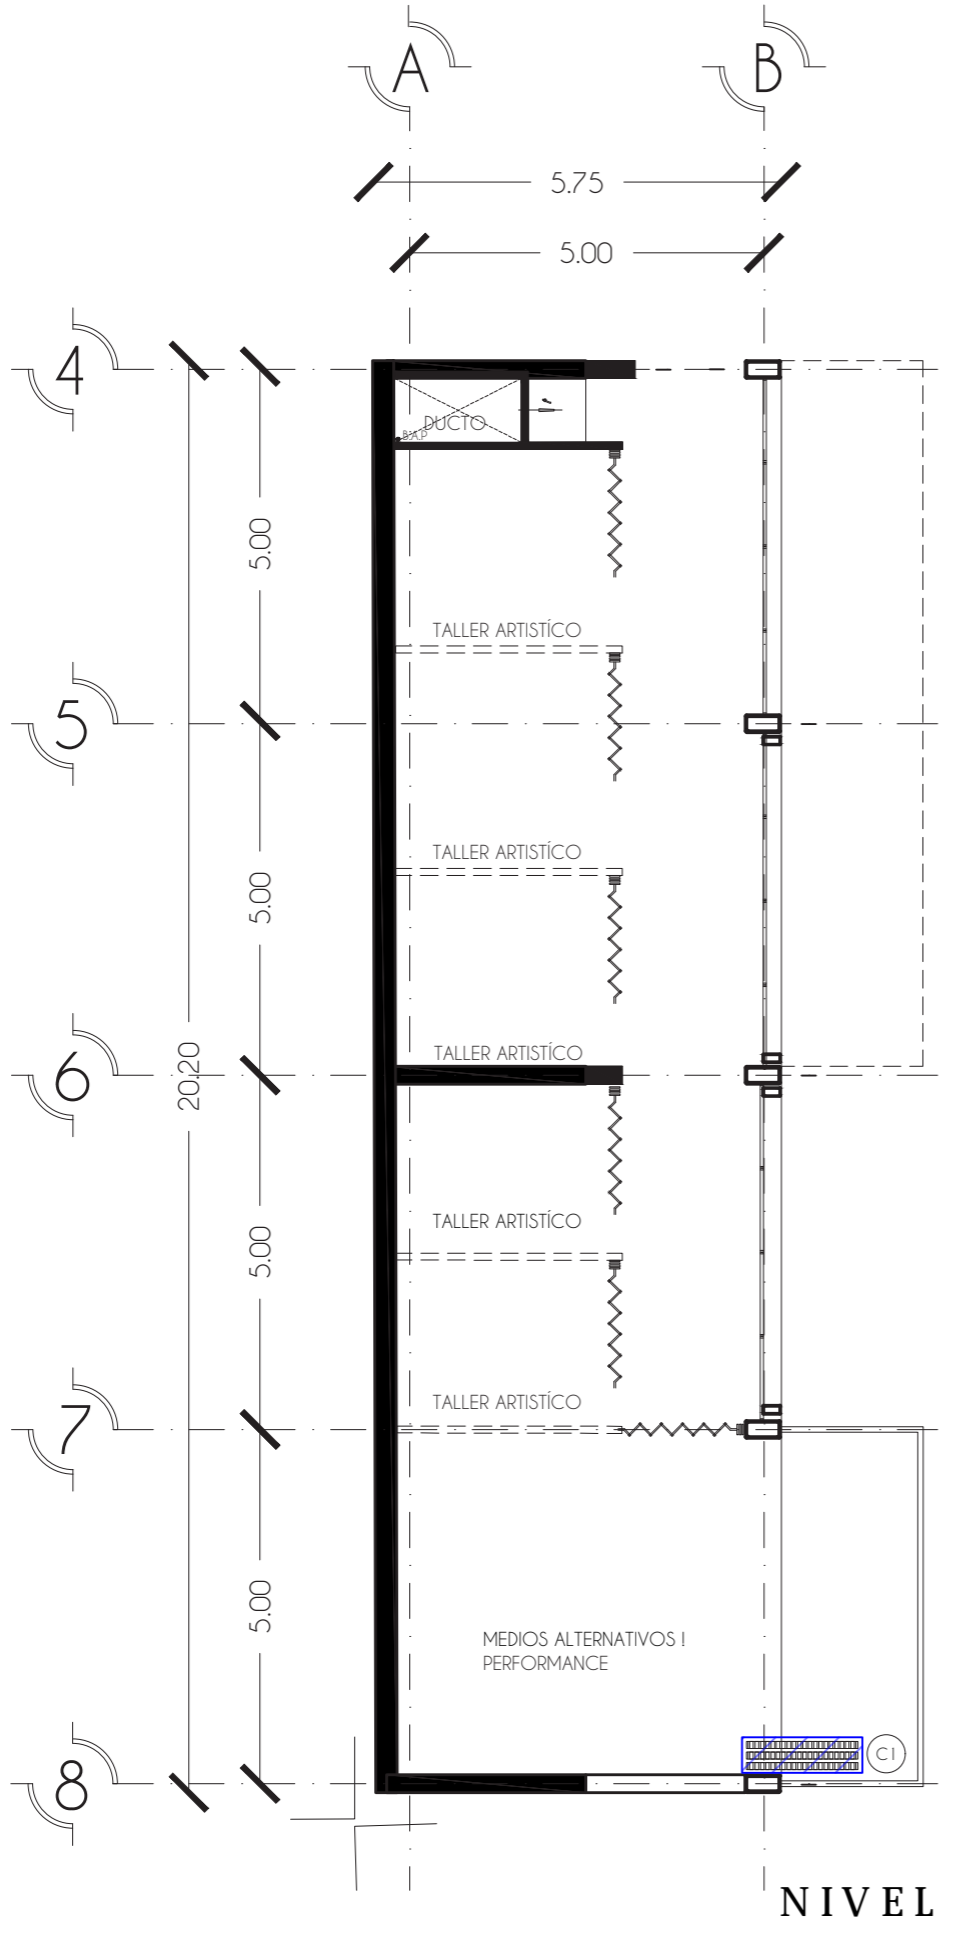 A
B
5.75
5.00
4
DUCTO
B.A.P
5.00
TALLER ARTISTÍCO
5
TALLER ARTISTÍCO
5.00
TALLER ARTISTÍCO
6
20.20
TALLER ARTISTÍCO
5.00
TALLER ARTISTÍCO
7
5.00
MEDIOS ALTERNATIVOS !
PERFORMANCE
C1
8
NIVEL